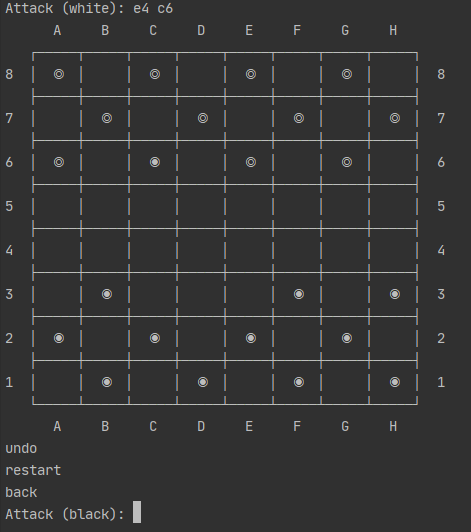 Attack (white): e4 c6
A B C D E F G H
8 ◎ ◎ ◎ ◎ 8
7 ◎ ◎ ◎ ◎ 7
6 ◎ ◉ ◎ ◎ 6
5 5
4 4
3 ◉ ◉ ◉ 3
2 ◉ ◉ ◉ ◉ 2
1 ◉ ◉ ◉ ◉ 1
A B C D E F G H
undo
restart
back
Attack (black):